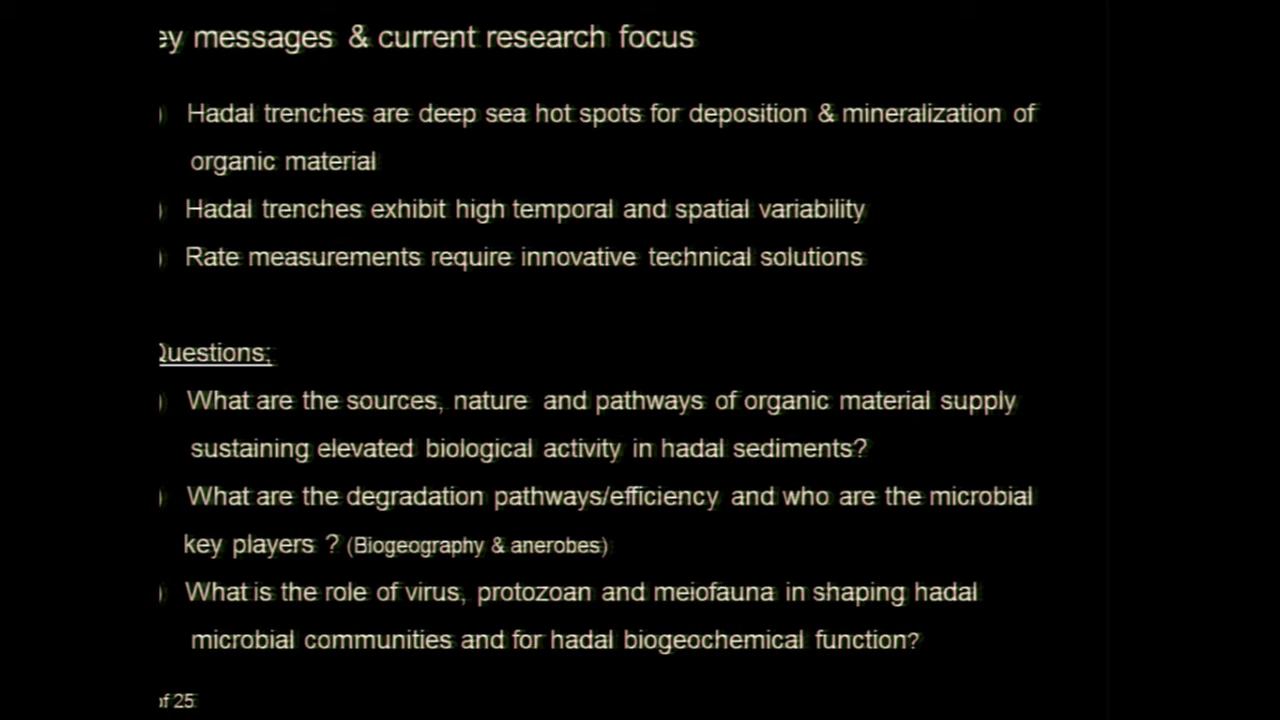 ey messages & current research focus
) Hadal trenches are deep sea hot spots for deposition & mineralization of
organic material
) Hadal trenches exhibit high temporal and spatial variability
) Rate measurements require innovative technical solutions
Questions;
) What are the sources, nature and pathways of organic material supply
sustaining elevated biological activity in hadal sediments?
) What are the degradation pathways/efficiency and who are the microbial
key players ? (Biogeography & anerobes)
) What is the role of virus, protozoan and meiofauna in shaping hadal
microbial communities and for hadal biogeochemical function?
of 25